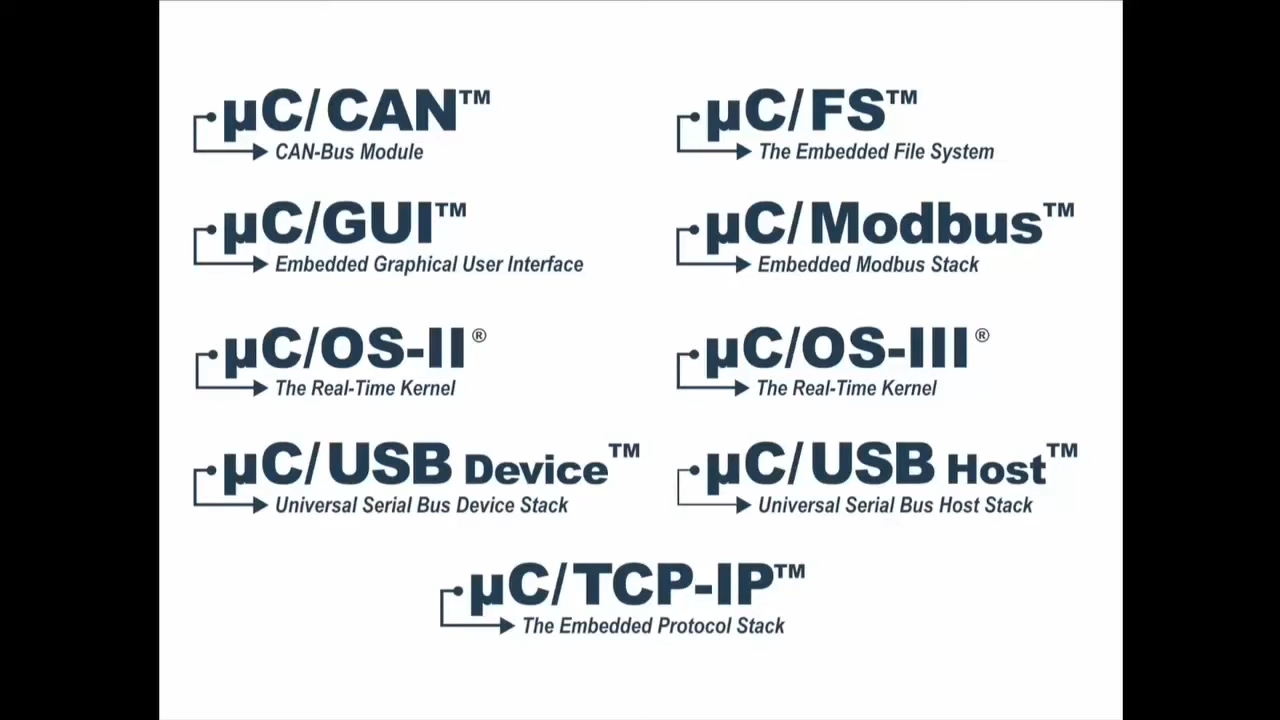 µC/CAN™
CAN-Bus Module
µC/FS™
The Embedded File System
µC/GUI™
Embedded Graphical User Interface
µC/Modbus™
Embedded Modbus Stack
µC/OS-II®
The Real-Time Kernel
µC/OS-III®
The Real-Time Kernel
µC/USB Device™
Universal Serial Bus Device Stack
µC/USB Host™
Universal Serial Bus Host Stack
µC/TCP-IP™
The Embedded Protocol Stack